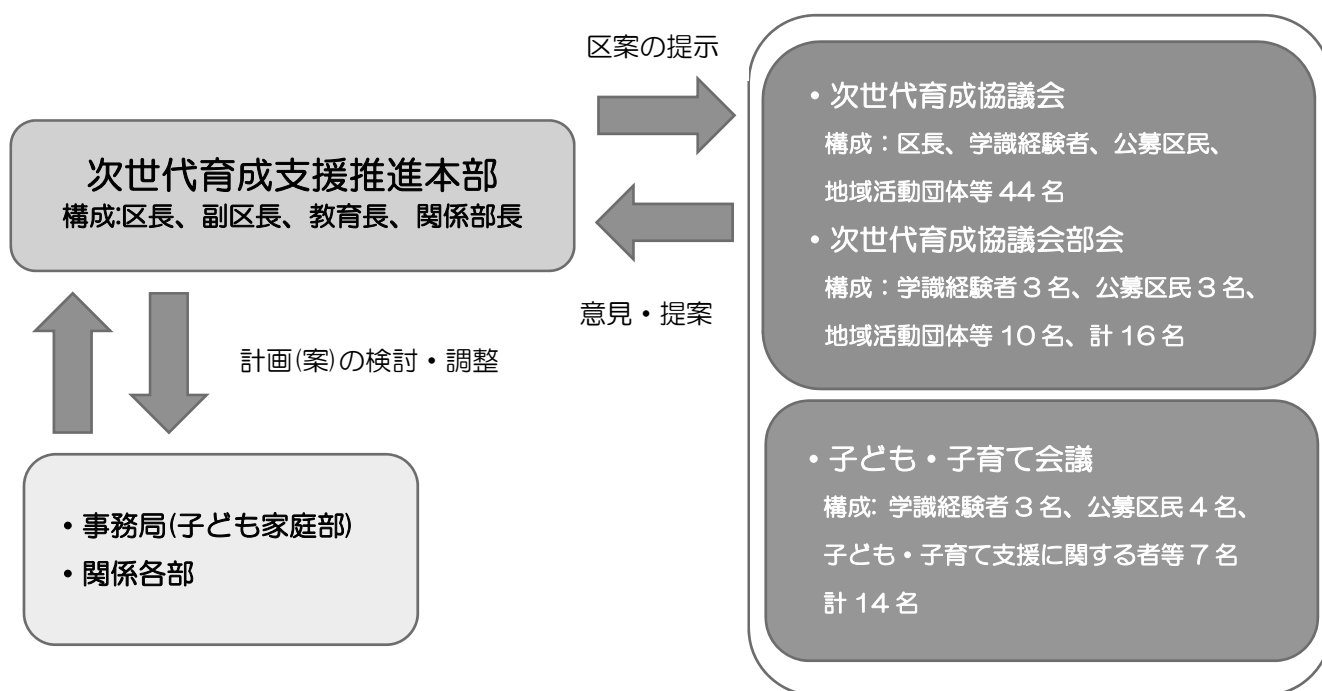 区案の提示
次世代育成支援推進本部
構成:区長、副区長、教育長、関係部長
意見・提案
計画(案)の検討・調整
・事務局(子ども家庭部)
・関係各部
・次世代育成協議会
構成：区長、学識経験者、公募区民、
地域活動団体等 44 名
・次世代育成協議会部会
構成：学識経験者 3 名、公募区民 3 名、
地域活動団体等 10 名、計 16 名
・子ども・子育て会議
構成: 学識経験者 3 名、公募区民 4 名、
子ども・子育て支援に関する者等 7 名
計 14 名